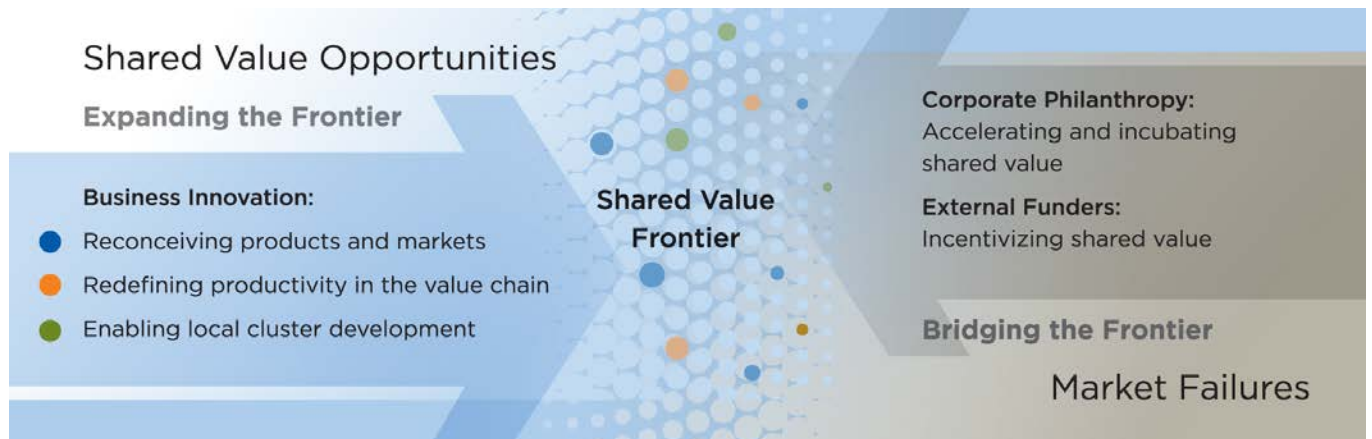 Shared Value Opportunities
Expanding the Frontier
Business Innovation:
Reconceiving products and markets
Redefining productivity in the value chain
Enabling local cluster development
Shared Value
Frontier
Corporate Philanthropy:
Accelerating and incubating
shared value
External Funders:
Incentivizing shared value
Bridging the Frontier
Market Failures